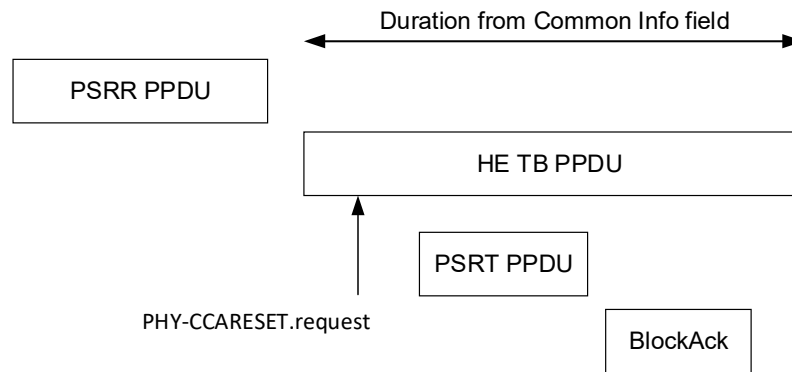 Duration from Common Info field
PSRR PPDU
HE TB PPDU
PSRT PPDU
PHY-CCARESET.request
BlockAck